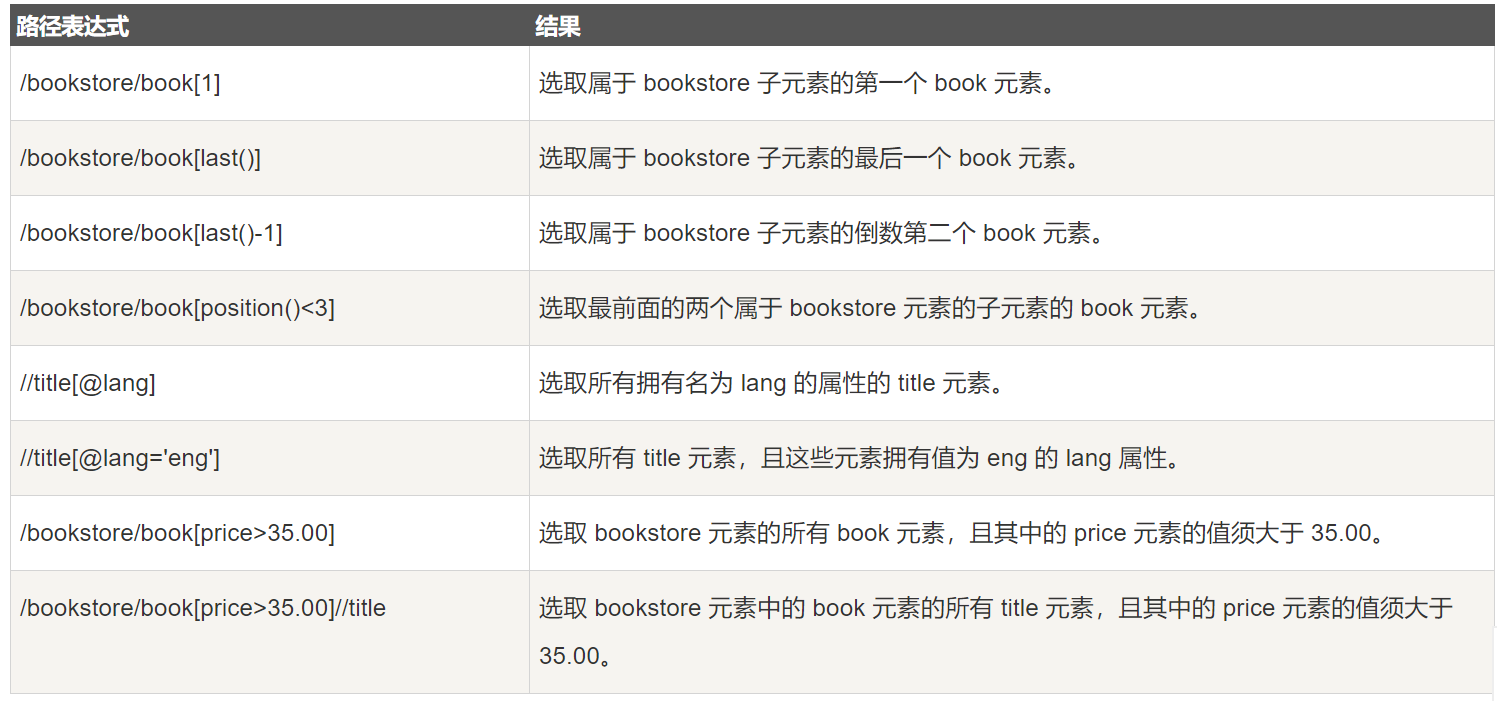 路径表达式 结果
/bookstore/book[1] 选取属于 bookstore 子元素的第一个 book 元素。
/bookstore/book[last()] 选取属于 bookstore 子元素的最后一个 book 元素。
/bookstore/book[last()-1] 选取属于 bookstore 子元素的倒数第二个 book 元素。
/bookstore/book[position()<3] 选取最前面的两个属于 bookstore 元素的子元素的 book 元素。
//title[@lang] 选取所有拥有名为 lang 的属性的 title 元素。
//title[@lang='eng'] 选取所有 title 元素，且这些元素拥有值为 eng 的 lang 属性。
/bookstore/book[price>35.00] 选取 bookstore 元素的所有 book 元素，且其中的 price 元素的值须大于 35.00。
/bookstore/book[price>35.00]//title 选取 bookstore 元素中的 book 元素的所有 title 元素，且其中的 price 元素的值须大于
35.00。